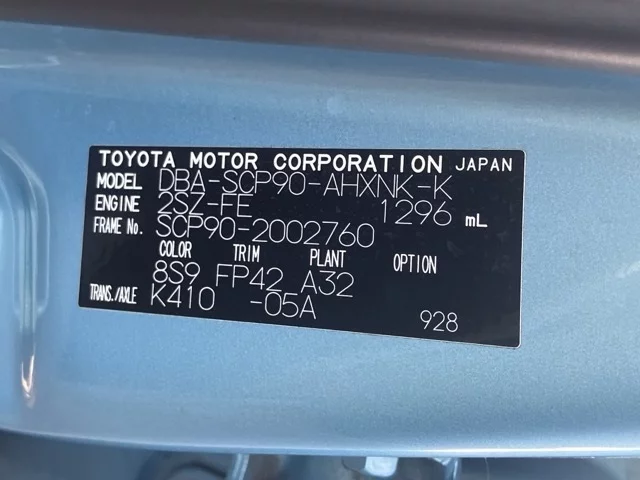 TOYOTA MOTOR CORPORATION JAPAN
MODEL DBA-SCP90-AHXNK-K
ENGINE 2SZ-FE 1296 mL
FRAME No. SCP90-2002760
COLOR TRIM PLANT OPTION
8S9 FP42 A32
TRANS./AXLE K410 -05A
928